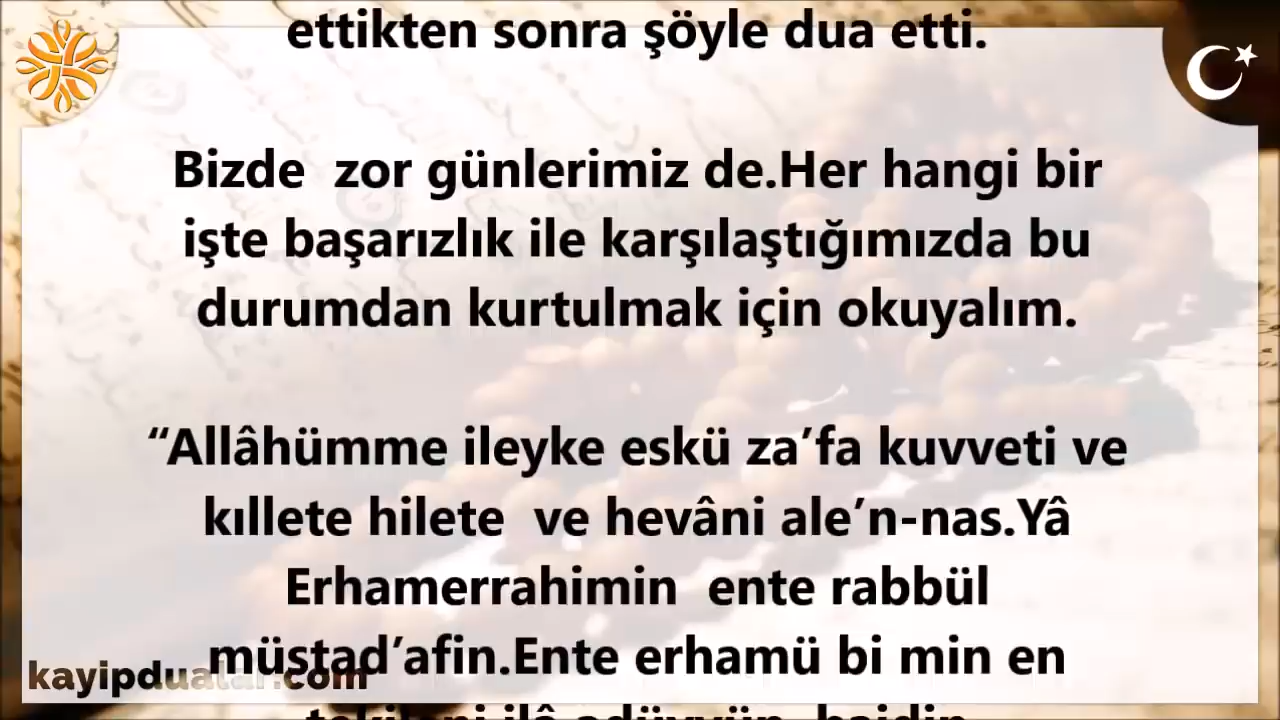 ettikten sonra şöyle dua etti.
Bizde zor günlerimiz de.Her hangi bir
işte başarızlık ile karşılaştığımızda bu
durumdan kurtulmak için okuyalım.
“Allâhümme ileyke eskü za’fa kuvveti ve
kıllete hilete ve hevâni ale’n-nas.Yâ
Erhamerrahimin ente rabbül
müstad’afin.Ente erhamü bi min en
kayipdualar.com